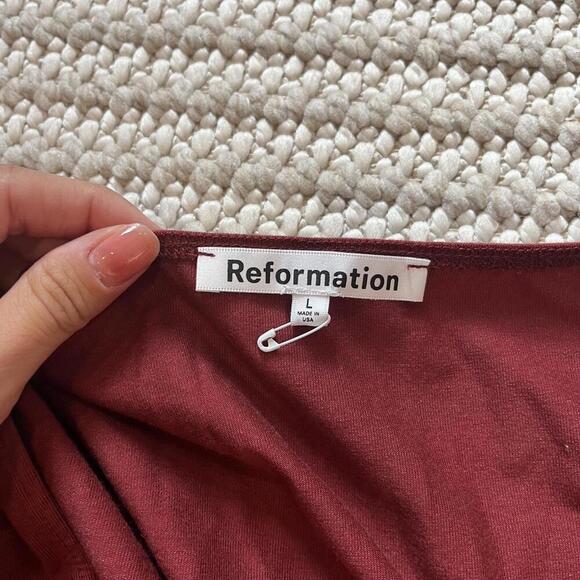 Reformation
L
MADE IN
USA